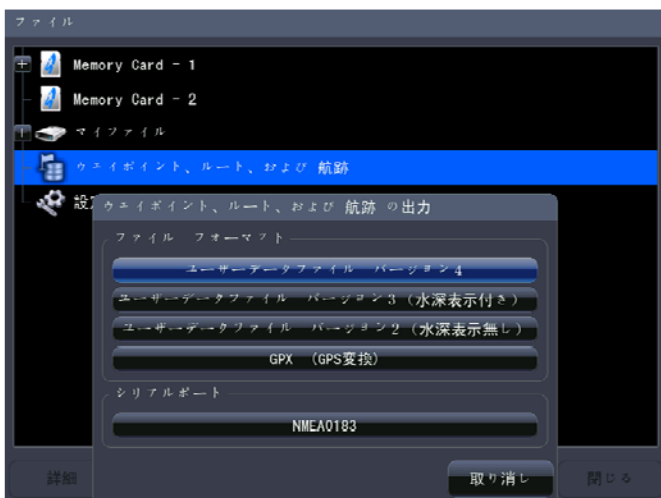 ファイル
Memory Card - 1
Memory Card - 2
マイファイル
ウェイポイント、ルート、および 航跡
設
ウェイポイント、ルート、および 航跡 の出力
ファイル フォーマット
ユーザーデータファイル バージョン4
ユーザーデータファイル バージョン3（水深表示付き）
ユーザーデータファイル バージョン2（水深表示無し）
GPX （GPS変換）
シリアルポート
NMEA0183
詳細 取り消し 閉じる